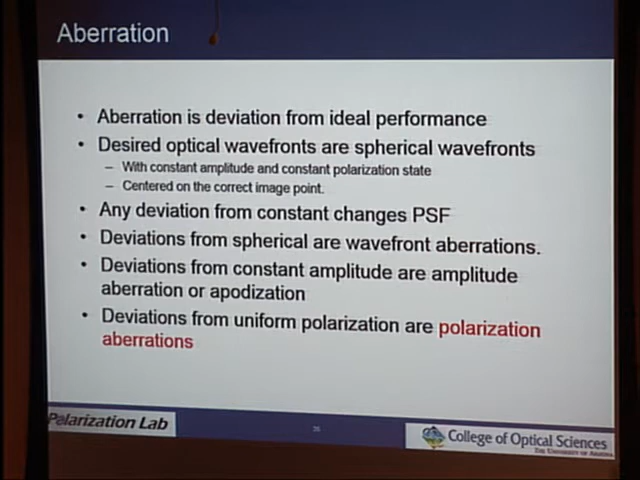 Aberration
• Aberration is deviation from ideal performance
• Desired optical wavefronts are spherical wavefronts
– With constant amplitude and constant polarization state
– Centered on the correct image point.
• Any deviation from constant changes PSF
• Deviations from spherical are wavefront aberrations.
• Deviations from constant amplitude are amplitude
aberration or apodization
• Deviations from uniform polarization are polarization
aberrations
Polarization Lab
College of Optical Sciences
THE UNIVERSITY OF ARIZONA